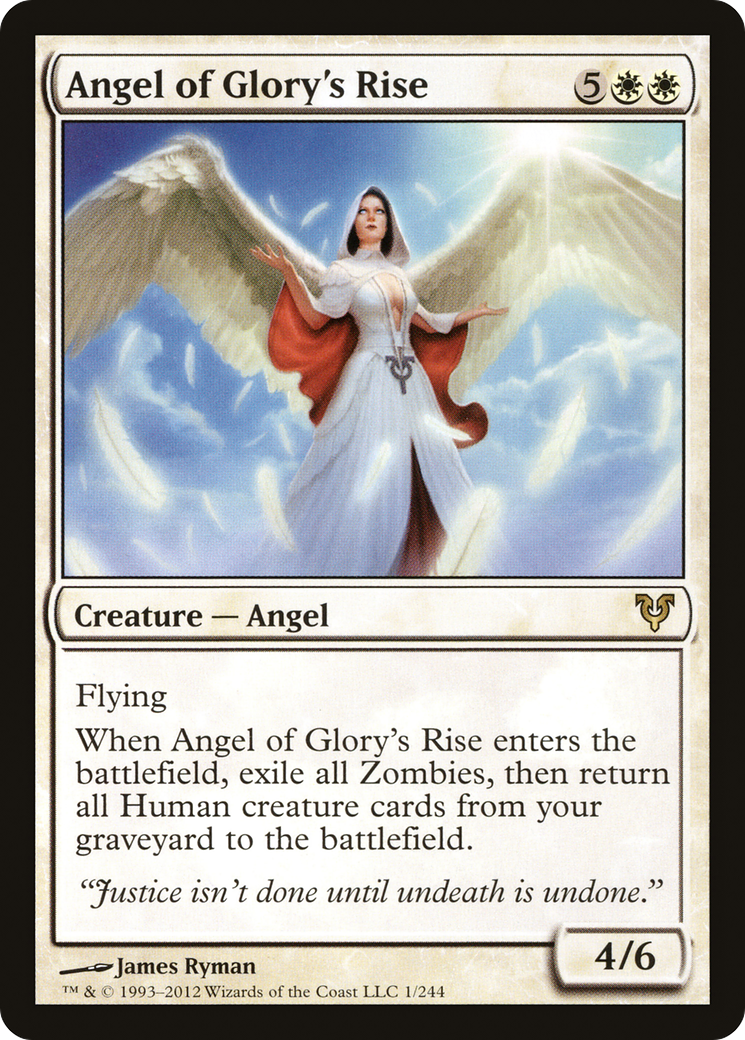 Angel of Glory's Rise 5
Creature — Angel
Flying
When Angel of Glory's Rise enters the
battlefield, exile all Zombies, then return
all Human creature cards from your
graveyard to the battlefield.
“Justice isn't done until undeath is undone.”
4/6
James Ryman
™ & © 1993–2012 Wizards of the Coast LLC 1/244